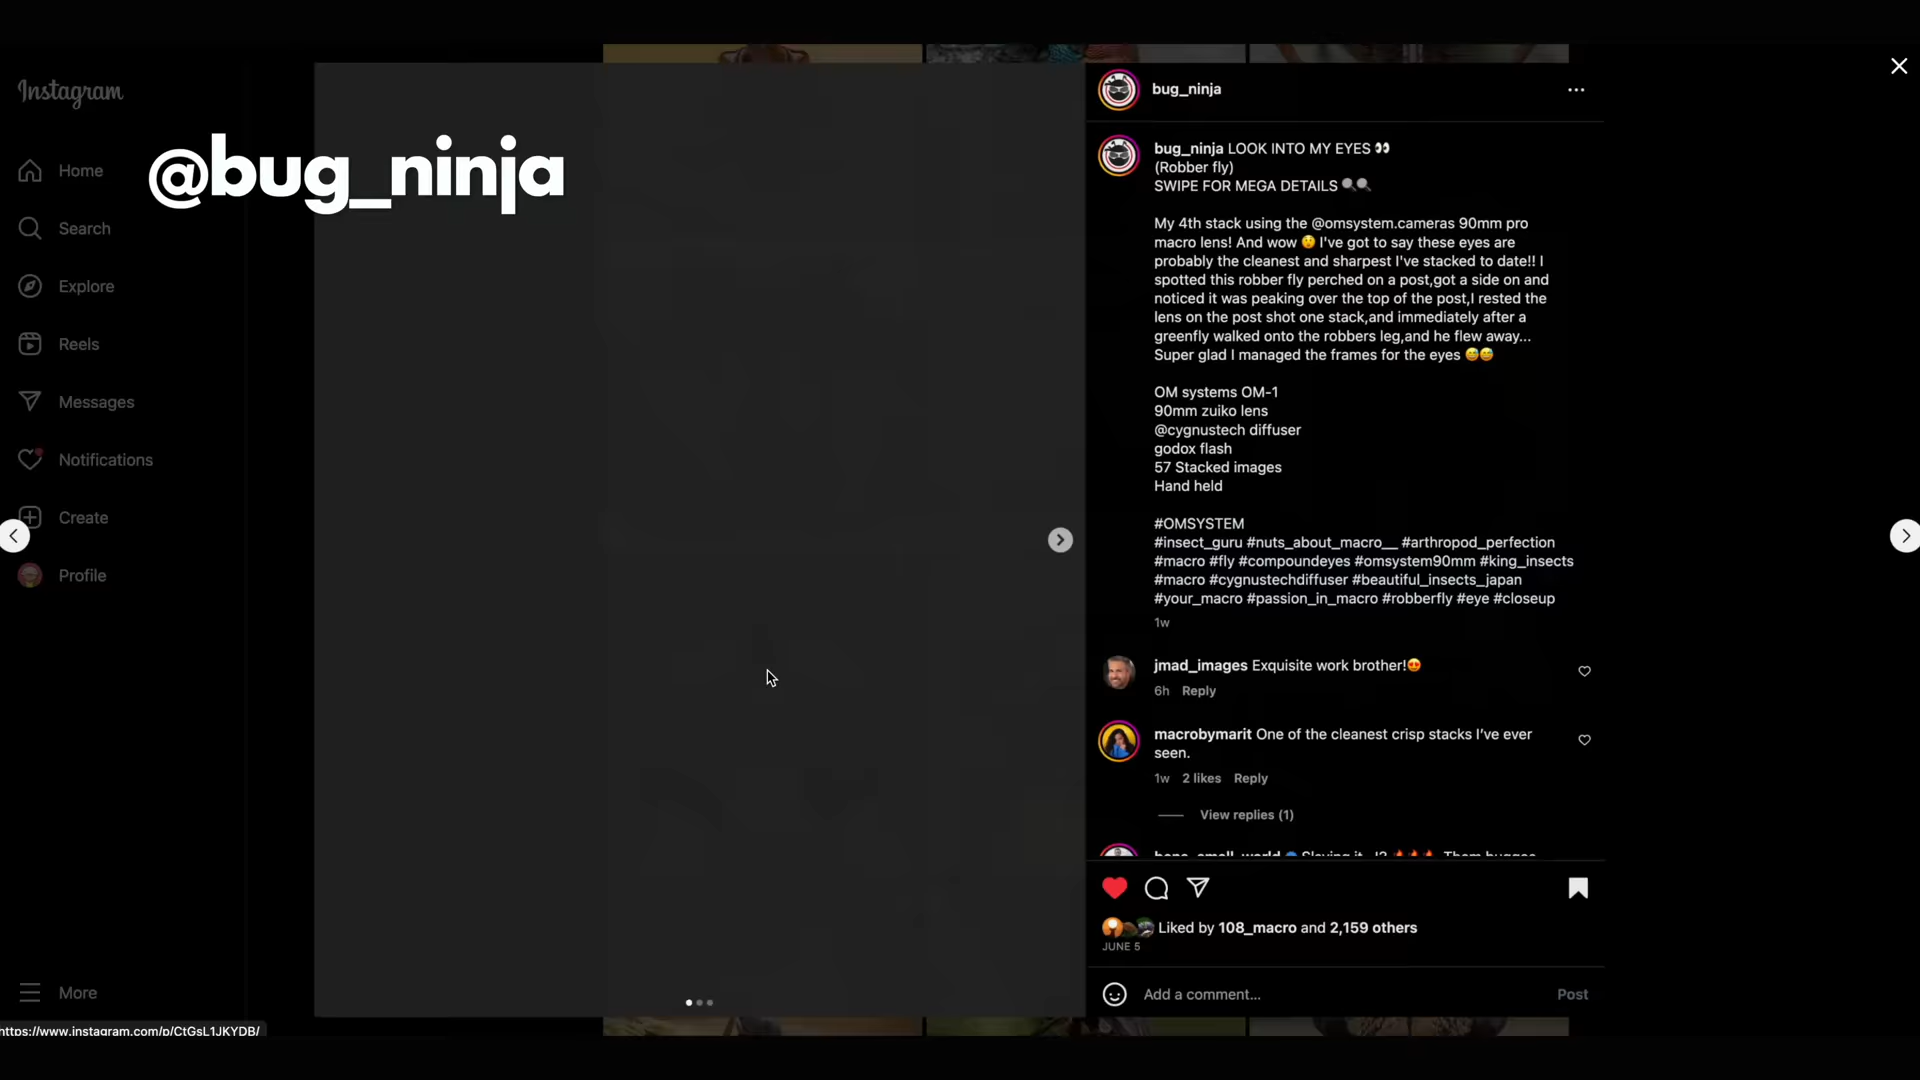 Instagram
@bug_ninja
Home
Search
Explore
Reels
Messages
Notifications
Create
Profile
More
https://www.instagram.com/p/CtGsL1JKYDB/
bug_ninja
bug_ninja LOOK INTO MY EYES 👀
(Robber fly)
SWIPE FOR MEGA DETAILS 🔍🔍
My 4th stack using the @omsystem.cameras 90mm pro
macro lens! And wow 😲 I've got to say these eyes are
probably the cleanest and sharpest I've stacked to date!! I
spotted this robber fly perched on a post,got a side on and
noticed it was peaking over the top of the post,I rested the
lens on the post shot one stack,and immediately after a
greenfly walked onto the robbers leg,and he flew away...
Super glad I managed the frames for the eyes 😅😅
OM systems OM-1
90mm zuiko lens
@cygnustech diffuser
godox flash
57 Stacked images
Hand held
#OMSYSTEM
#insect_guru #nuts_about_macro__ #arthropod_perfection
#macro #fly #compoundeyes #omsystem90mm #king_insects
#macro #cygnustechdiffuser #beautiful_insects_japan
#your_macro #passion_in_macro #robberfly #eye #closeup
1w
jmad_images Exquisite work brother!😍
6h Reply
macrobymarit One of the cleanest crisp stacks I've ever
seen.
1w 2 likes Reply
View replies (1)
Liked by 108_macro and 2,159 others
JUNE 5
Add a comment...
Post